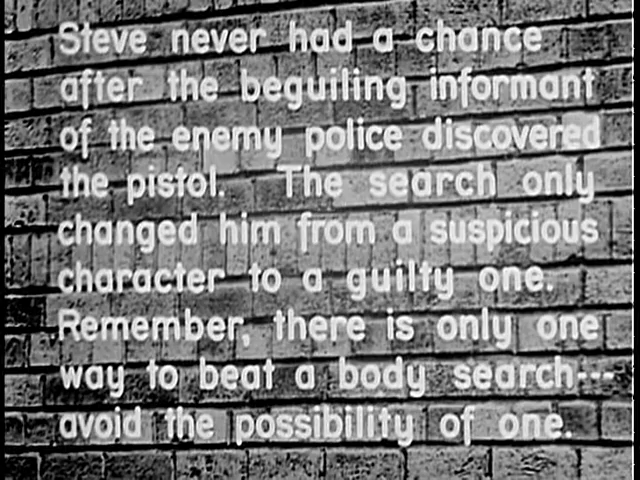 Steve never had a chance
after the beguiling informant
of the enemy police discovered
the pistol. The search only
changed him from a suspicious
character to a guilty one.
Remember, there is only one
way to beat a body search---
avoid the possibility of one.